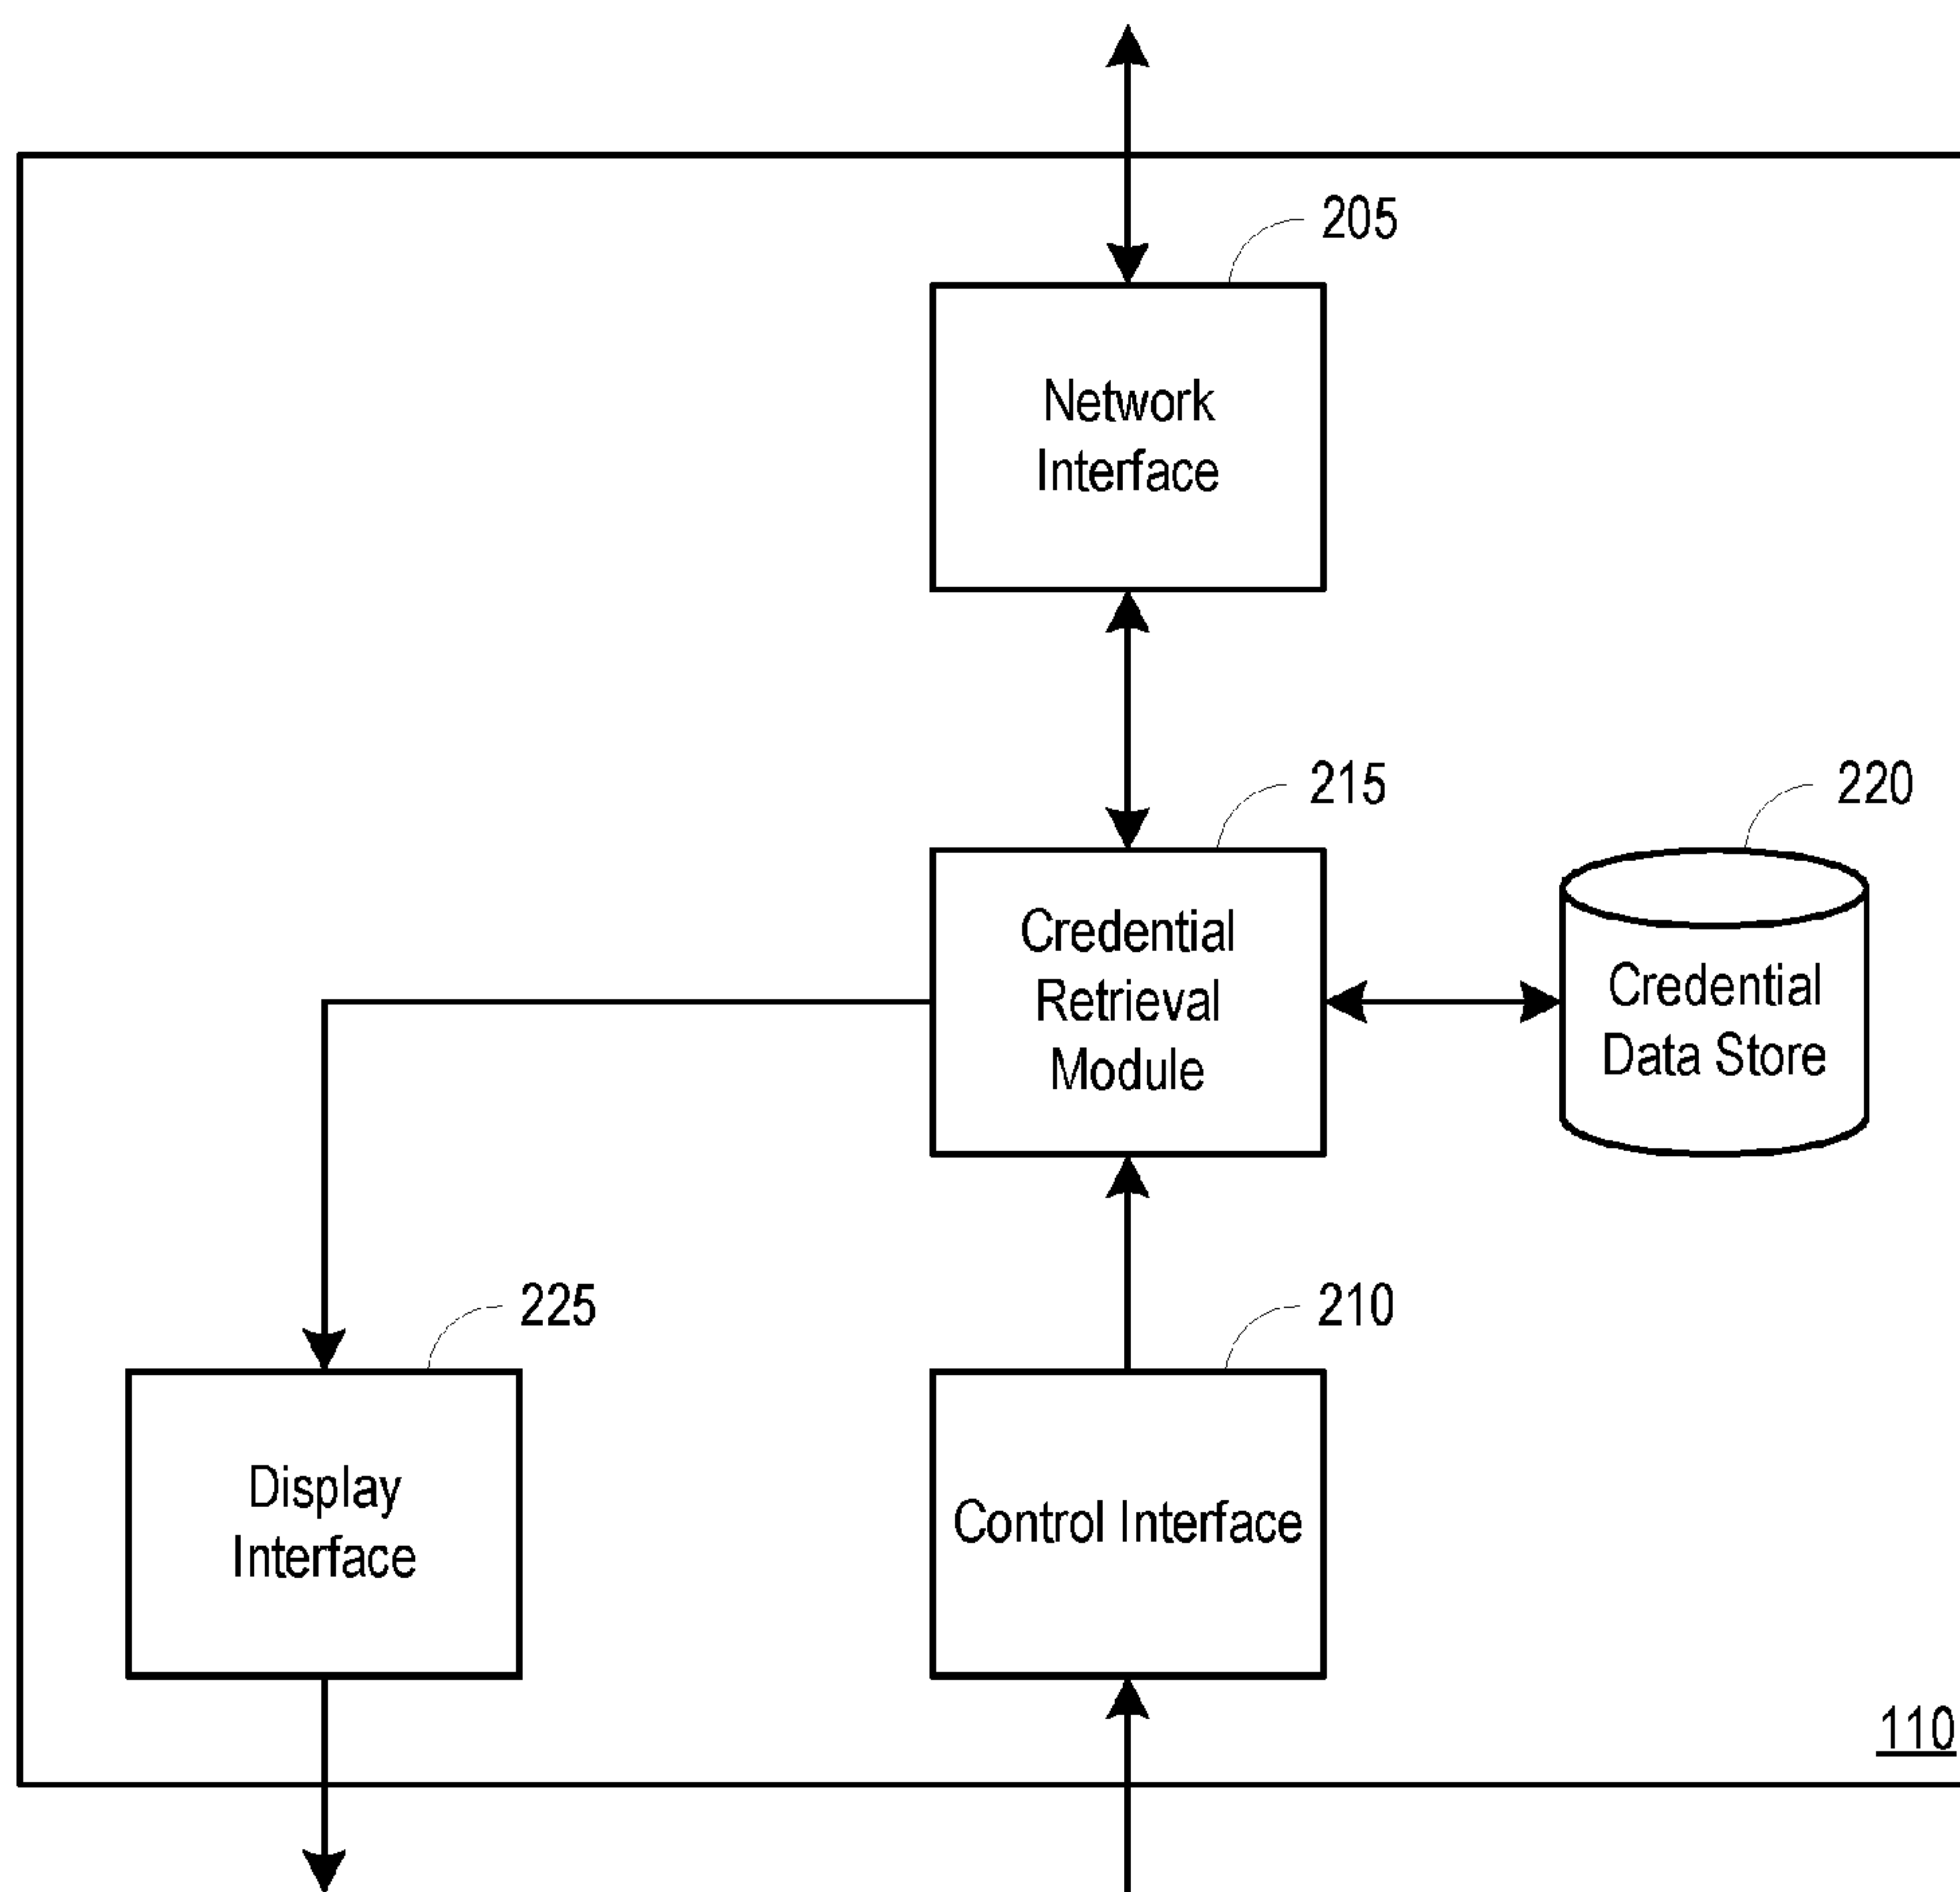 205
Network
Interface
215
220
Credential
Retrieval
Module
Credential
Data Store
225
210
Display
Interface
Control Interface
110